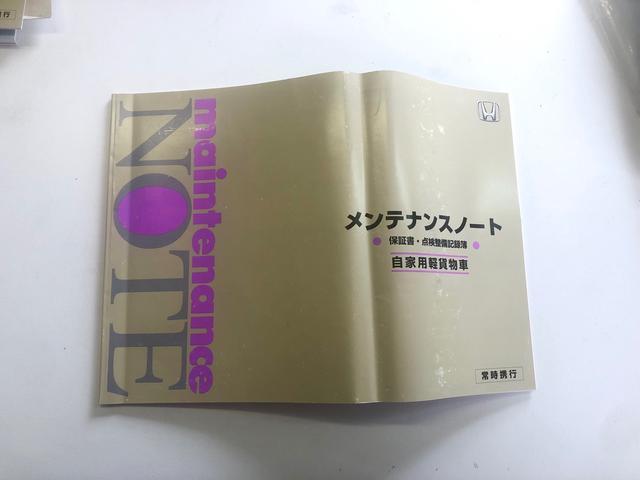 maintenance
NOTE
メンテナンスノート
● 保証書・点検整備記録簿 ●
自家用軽貨物車
常時携行
行